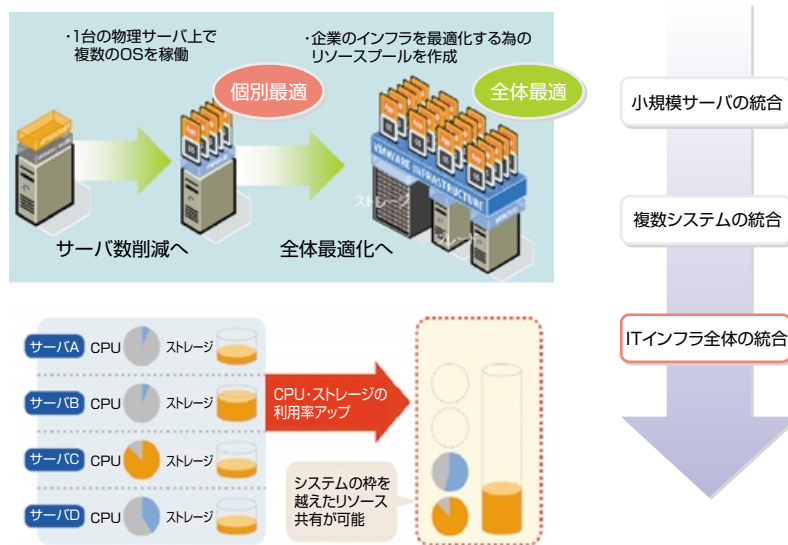 ・1台の物理サーバ上で
複数のOSを稼働
・企業のインフラを最適化する為の
リソースプールを作成
個別最適
全体最適
VMWARE INFRASTRUCTURE
ストレージ
サーバ数削減へ
全体最適化へ
小規模サーバの統合
複数システムの統合
ITインフラ全体の統合
サーバA CPU ストレージ
サーバB CPU ストレージ
サーバC CPU ストレージ
サーバD CPU ストレージ
CPU・ストレージの
利用率アップ
システムの枠を
越えたリソース
共有が可能